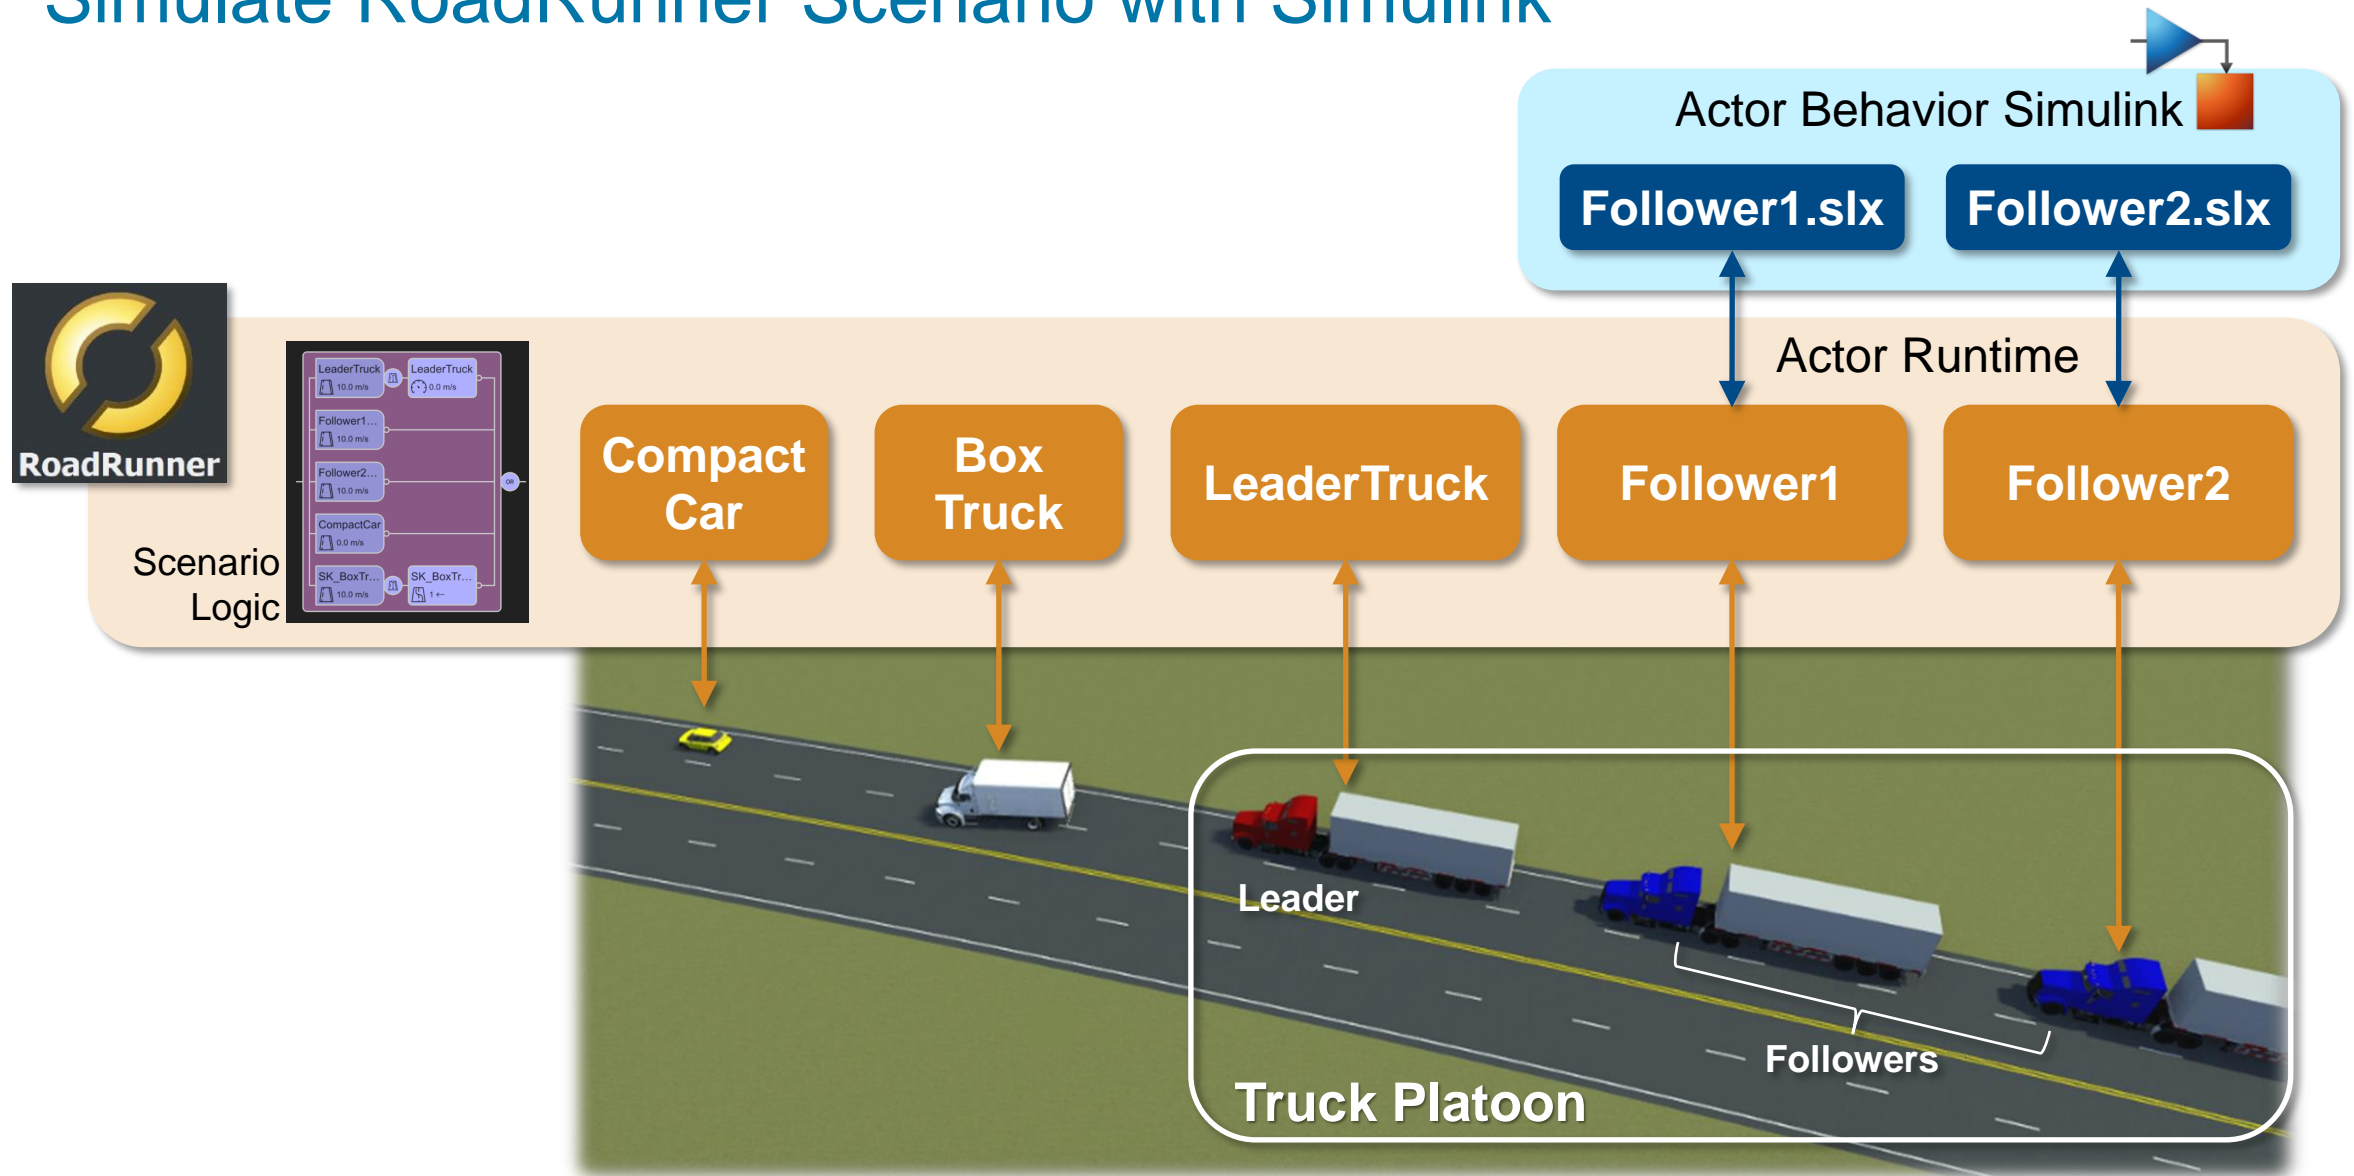 Simulate RoadRunner Scenario with Simulink
Actor Behavior Simulink
Follower1.slx
Follower2.slx
RoadRunner
Actor Runtime
LeaderTruck
10.0 m/s
LeaderTruck
0.0 m/s
Follower1...
10.0 m/s
Follower2...
10.0 m/s
OR
CompactCar
0.0 m/s
SK_BoxTr...
10.0 m/s
SK_BoxTr...
1 ←
Scenario
Logic
Compact
Car
Box
Truck
LeaderTruck
Follower1
Follower2
Leader
Followers
Truck Platoon